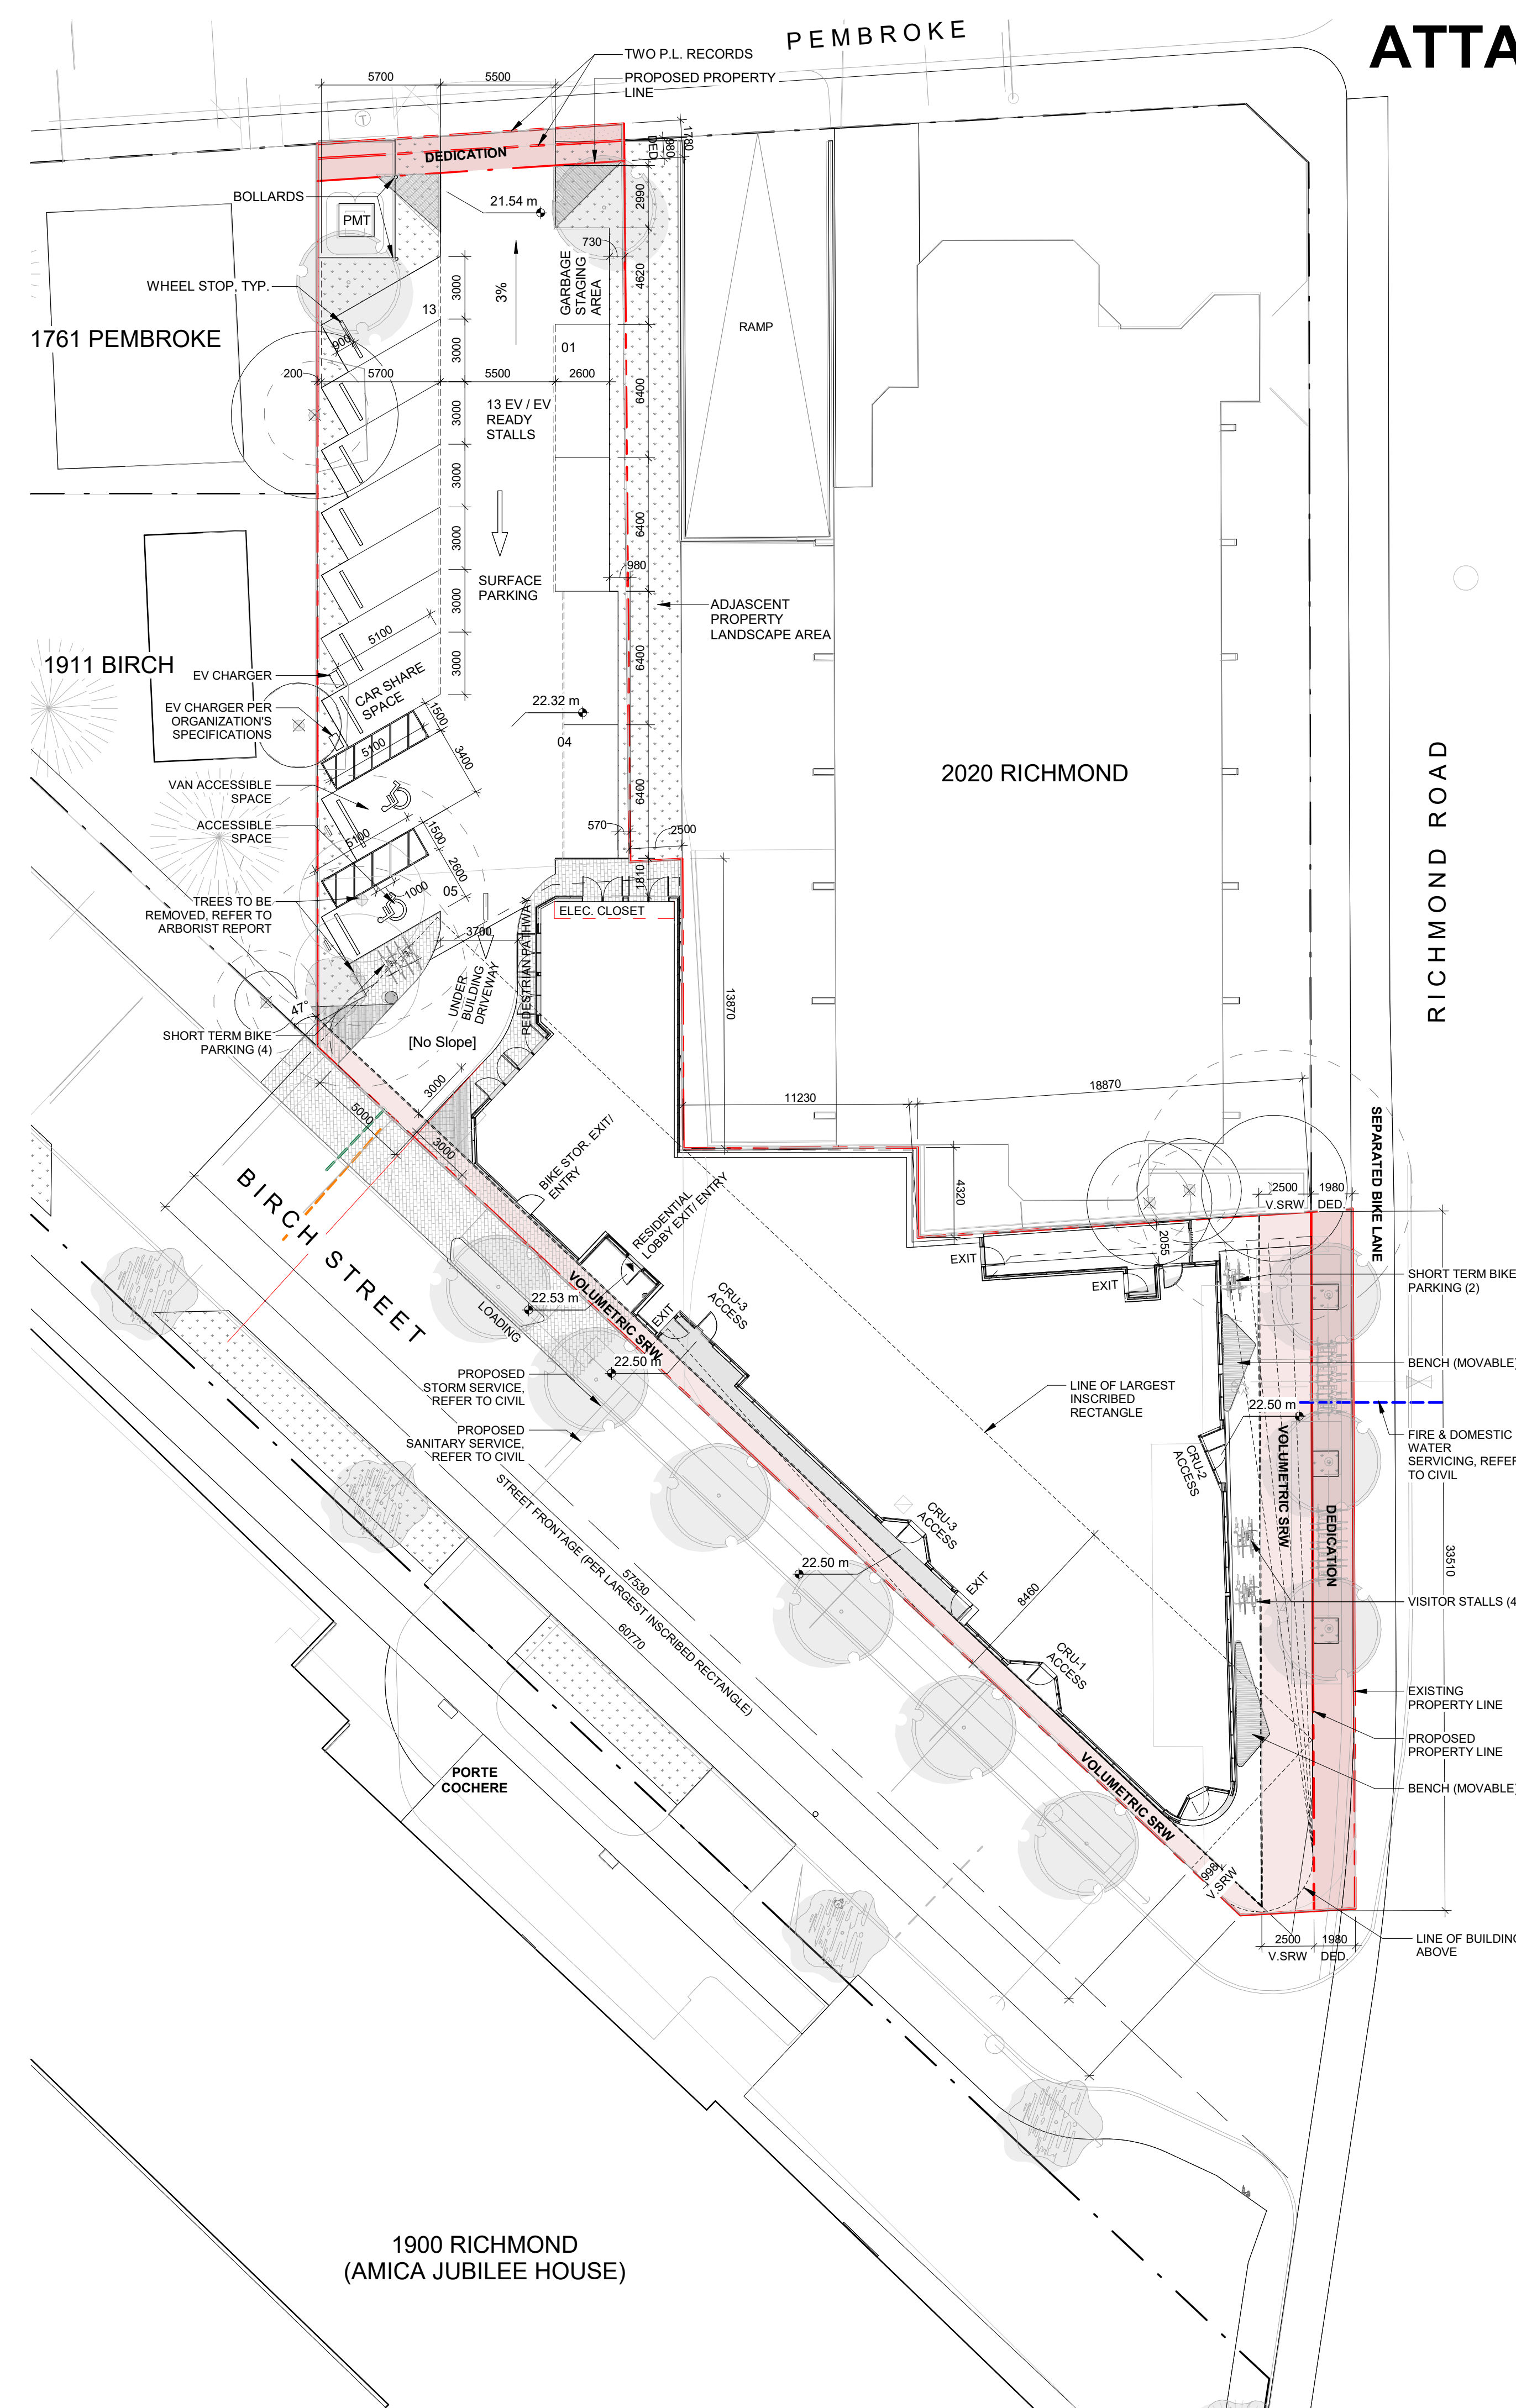 ATTA
PEMBROKE
TWO P.L. RECORDS
PROPOSED PROPERTY
LINE
5700
5500
1780
980
DED
DEDICATION
BOLLARDS
PMT
21.54 m
2990
730
WHEEL STOP, TYP.
3000
13
3%
GARBAGE
STAGING
AREA
4620
RAMP
1761 PEMBROKE
900
3000
01
200
5700
5500
2600
6400
3000
13 EV / EV
READY
STALLS
3000
3000
6400
980
SURFACE
PARKING
3000
ADJASCENT
PROPERTY
LANDSCAPE AREA
5100
3000
6400
1911 BIRCH
EV CHARGER
CAR SHARE
SPACE
EV CHARGER PER
ORGANIZATION'S
SPECIFICATIONS
22.32 m
1500
5100
3400
04
2020 RICHMOND
RICHMOND ROAD
VAN ACCESSIBLE
SPACE
6400
ACCESSIBLE
SPACE
5100
1500
2600
570
2500
1810
1000
05
TREES TO BE
REMOVED, REFER TO
ARBORIST REPORT
ELEC. CLOSET
3700
PEDESTRIAN PATHWAY
UNDER
BUILDING
DRIVEWAY
13870
47°
SHORT TERM BIKE
PARKING (4)
[No Slope]
3000
5000
3000
11230
18870
SEPARATED BIKE LANE
BIRCH STREET
BIKE STOR. EXIT/
ENTRY
RESIDENTIAL
LOBBY EXIT/ ENTRY
4320
2500
V.SRW
1980
DED.
2055
EXIT
EXIT
SHORT TERM BIKE
PARKING (2)
VOLUMETRIC SRW
22.53 m
LOADING
EXIT
CRU-3
ACCESS
22.50 m
PROPOSED
STORM SERVICE,
REFER TO CIVIL
BENCH (MOVABLE)
LINE OF LARGEST
INSCRIBED
RECTANGLE
22.50 m
PROPOSED
SANITARY SERVICE,
REFER TO CIVIL
FIRE & DOMESTIC
WATER
SERVICING, REFER
TO CIVIL
VOLUMETRIC SRW
CRU-2
ACCESS
DEDICATION
STREET FRONTAGE (PER LARGEST INSCRIBED RECTANGLE)
57530
60770
CRU-3
ACCESS
22.50 m
33510
EXIT
8460
VISITOR STALLS (4
CRU-1
ACCESS
EXISTING
PROPERTY LINE
PROPOSED
PROPERTY LINE
PORTE
COCHERE
VOLUMETRIC SRW
BENCH (MOVABLE)
998
V.SRW
2500
V.SRW
1980
DED.
LINE OF BUILDING
ABOVE
1900 RICHMOND
(AMICA JUBILEE HOUSE)